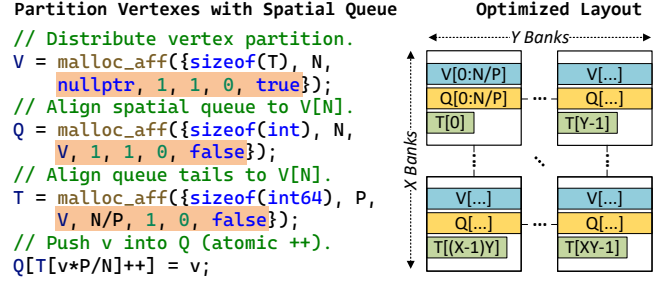 Partition Vertexes with Spatial Queue
// Distribute vertex partition.
V = malloc_aff({sizeof(T), N,
nullptr, 1, 1, 0, true});
// Align spatial queue to V[N].
Q = malloc_aff({sizeof(int), N,
V, 1, 1, 0, false});
// Align queue tails to V[N].
T = malloc_aff({sizeof(int64), P,
V, N/P, 1, 0, false});
// Push v into Q (atomic ++).
Q[T[v*P/N]++] = v;
Optimized Layout
Y Banks
X Banks
V[0:N/P] V[...]
Q[0:N/P] ... Q[...]
T[0] T[Y-1]
V[...] V[...]
Q[...] ... Q[...]
T[(X-1)Y] T[XY-1]